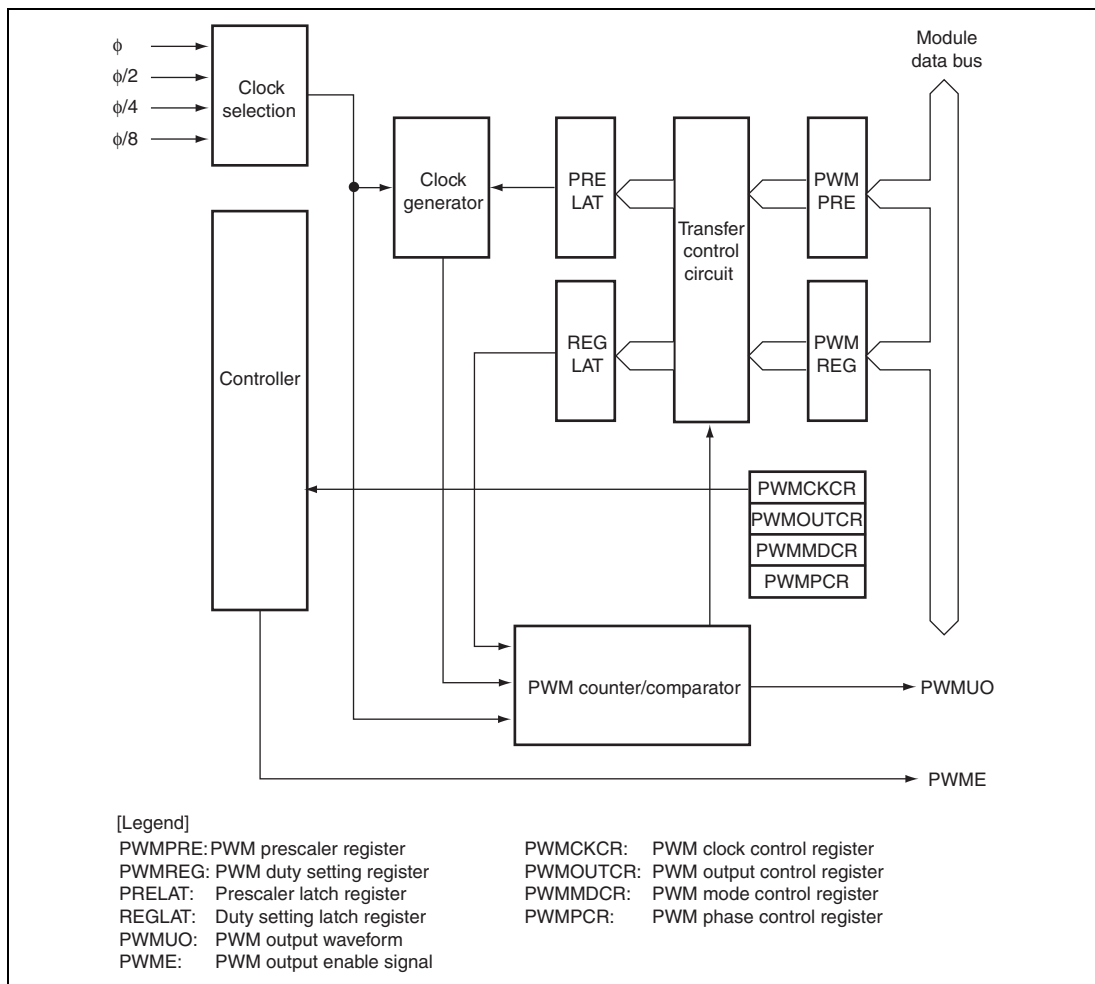 Module
data bus
ϕ
ϕ/2
ϕ/4
ϕ/8
Clock
selection
Clock
generator
PRE
LAT
Transfer
control
circuit
PWM
PRE
Controller
REG
LAT
PWM
REG
PWMCKCR
PWMOUTCR
PWMMDCR
PWMPCR
PWM counter/comparator
PWMUO
PWME
[Legend]
PWMPRE: PWM prescaler register
PWMREG: PWM duty setting register
PRELAT: Prescaler latch register
REGLAT: Duty setting latch register
PWMUO: PWM output waveform
PWME: PWM output enable signal
PWMCKCR: PWM clock control register
PWMOUTCR: PWM output control register
PWMMDCR: PWM mode control register
PWMPCR: PWM phase control register